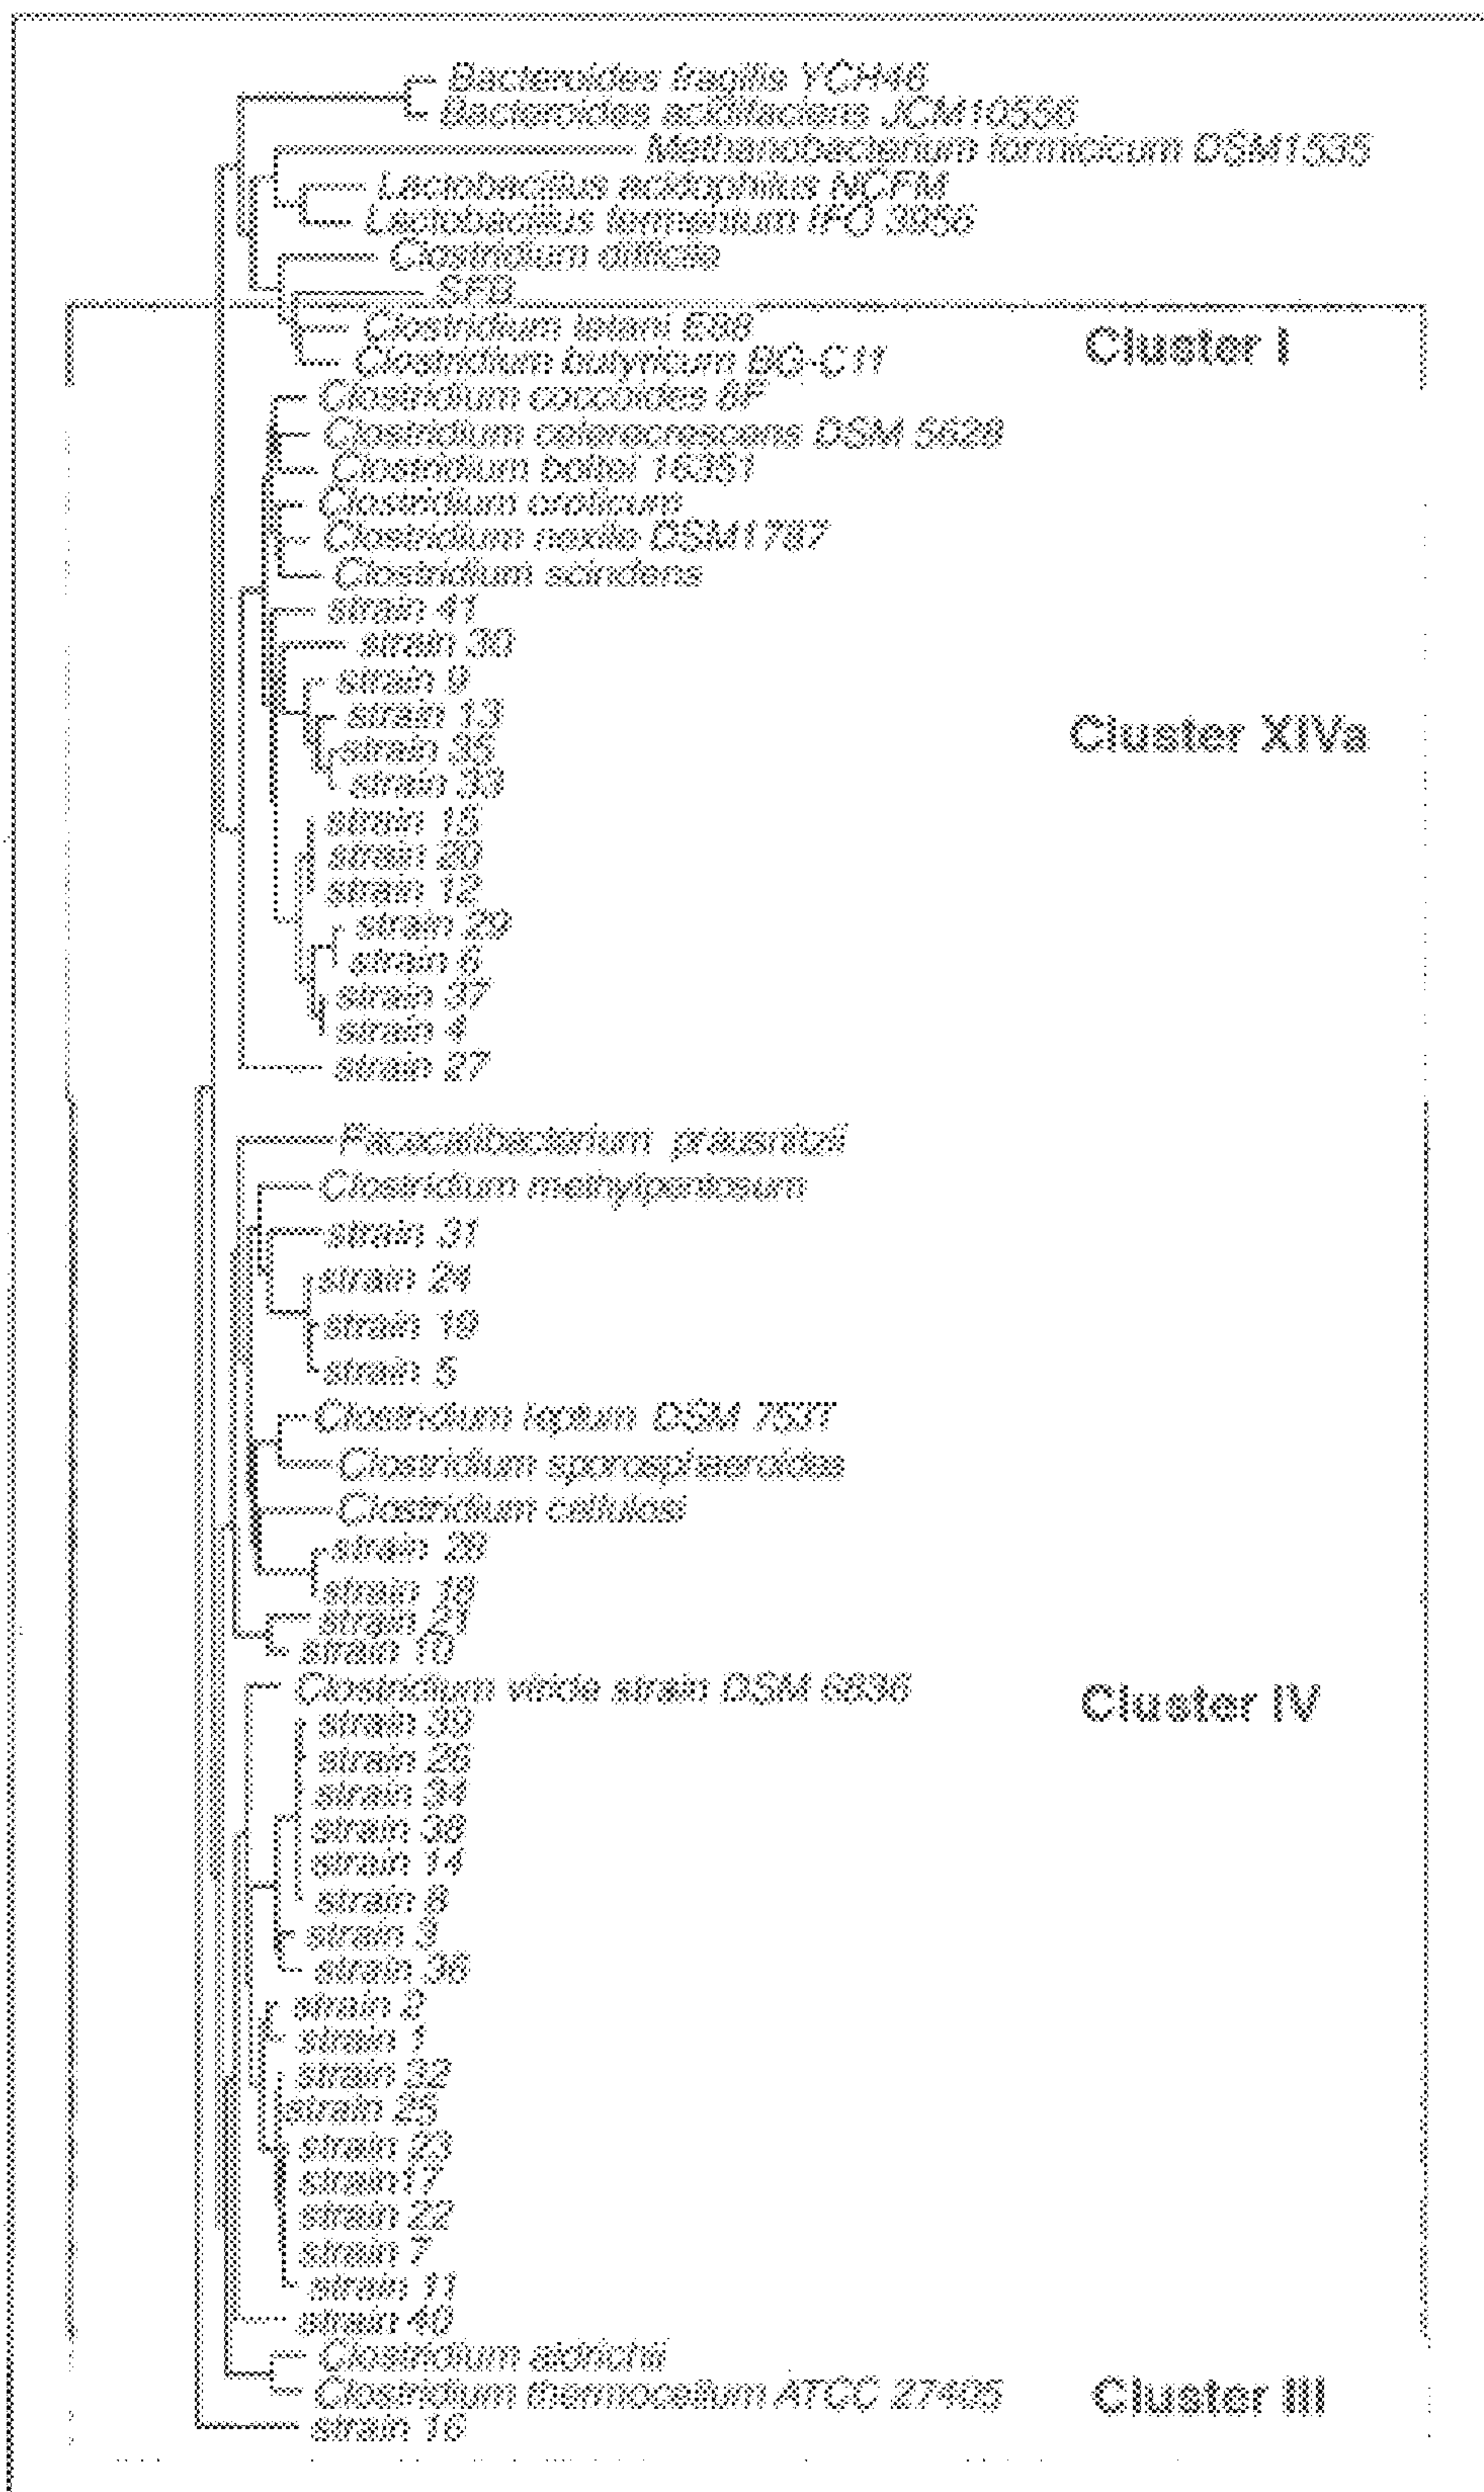 Bacteroides fragilis YCH46
Bacteroides acidifaciens JCM10556
Methanobacterium formicicum DSM1535
Lactobacillus acidophilus NCFM
Lactobacillus fermentum IFO 3956
Clostridium difficile
SFB
Clostridium tetani E88
Cluster I
Clostridium butyricum BG-C11
Clostridium coccoides 8F
Clostridium celerecrescens DSM 5628
Clostridium boltei 16351
Clostridium oroticum
Clostridium nexile DSM1787
Clostridium scindens
strain 41
strain 30
strain 9
strain 13
Cluster XIVa
strain 35
strain 33
strain 15
strain 20
strain 12
strain 29
strain 6
strain 37
strain 4
strain 27
Faecalibacterium prausnitzii
Clostridium methylpentosum
strain 31
strain 24
strain 19
strain 5
Clostridium leptum DSM 753T
Clostridium sporosphaeroides
Clostridium cellulosi
strain 28
strain 18
strain 21
strain 10
Clostridium viride strain DSM 6836
Cluster IV
strain 39
strain 26
strain 34
strain 38
strain 14
strain 8
strain 3
strain 36
strain 2
strain 1
strain 32
strain 25
strain 23
strain17
strain 22
strain 7
strain 11
strain 40
Clostridium aldrichii
Clostridium thermocellum ATCC 27405
Cluster III
strain 16